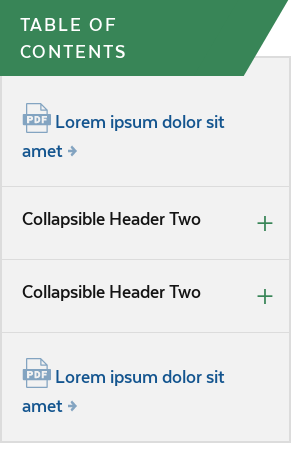 TABLE OF
CONTENTS
PDF Lorem ipsum dolor sit
amet
Collapsible Header Two
Collapsible Header Two
PDF Lorem ipsum dolor sit
amet